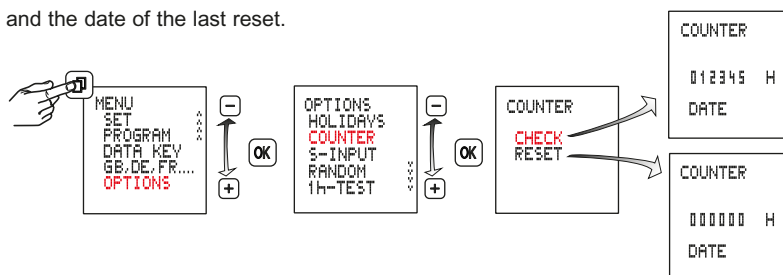 and the date of the last reset.
MENU
SET
PROGRAM
DATA KEY
GB,DE,FR....
OPTIONS
−
OK
+
OPTIONS
HOLIDAYS
COUNTER
S-INPUT
RANDOM
1h-TEST
−
OK
+
COUNTER
CHECK
RESET
COUNTER
012345 H
DATE
COUNTER
000000 H
DATE